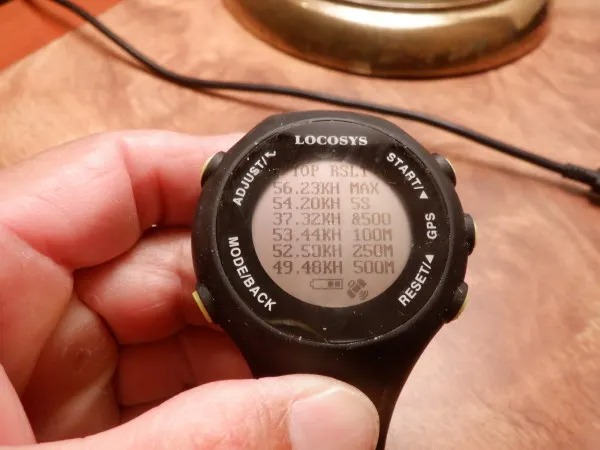 LOCOSYS
ADJUST/
START/▼
GPS
MODE/BACK
RESET/▲
TOP RSLT
56.23KH MAX
54.20KH 5S
37.32KH &500
53.44KH 100M
52.59KH 250M
49.48KH 500M